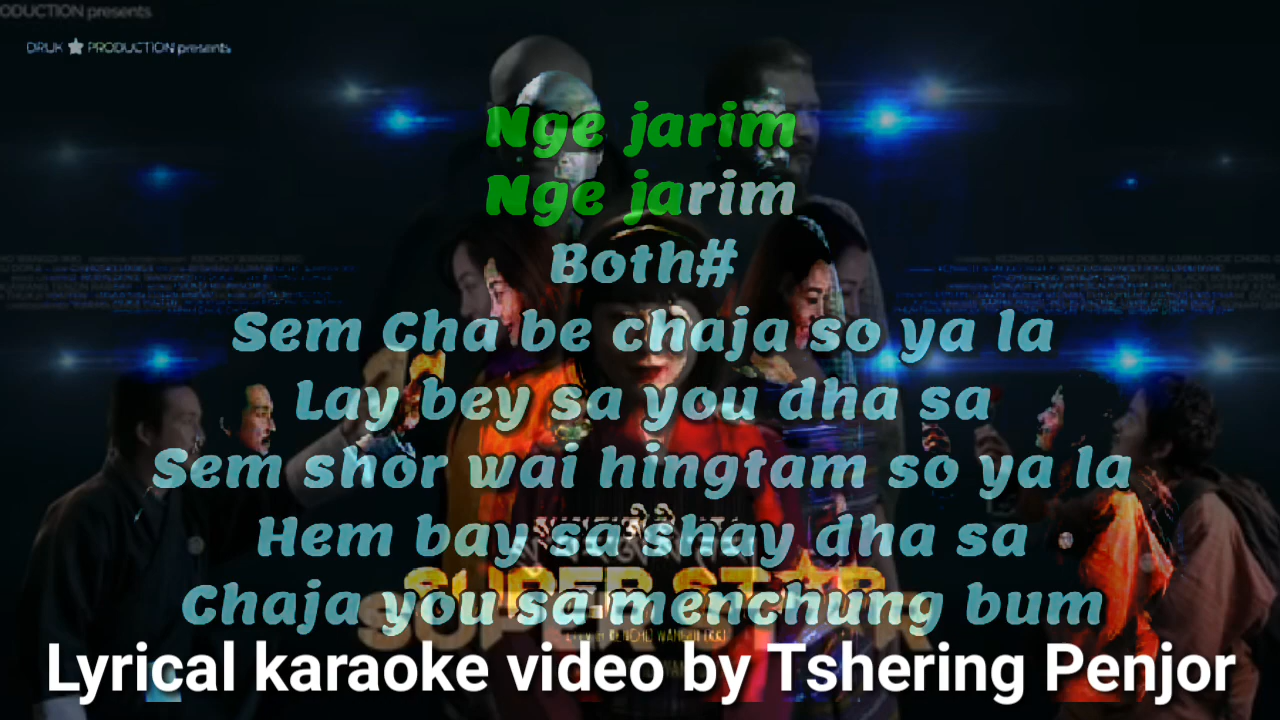 ODUCTION presents
DRUK ★ PRODUCTION presents
Nge jarim
Nge jarim
Both#
Sem Cha be chaja so ya la
Lay bey sa you dha sa
Sem shor wai hingtam so ya la
Hem bay sa shay dha sa
SUPER STAR
Chaja you sa menchung bum
Lyrical karaoke video by Tshering Penjor